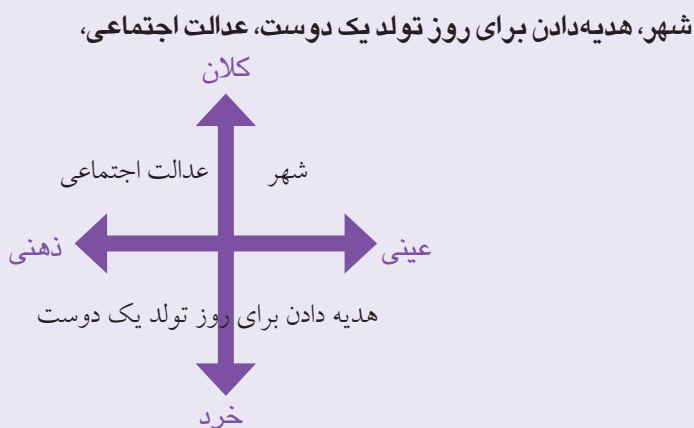 شهر، هدیه‌دادن برای روز تولد یک دوست، عدالت اجتماعی،
کلان
شهر
عدالت اجتماعی
عینی
ذهنی
هدیه دادن برای روز تولد یک دوست
خرد